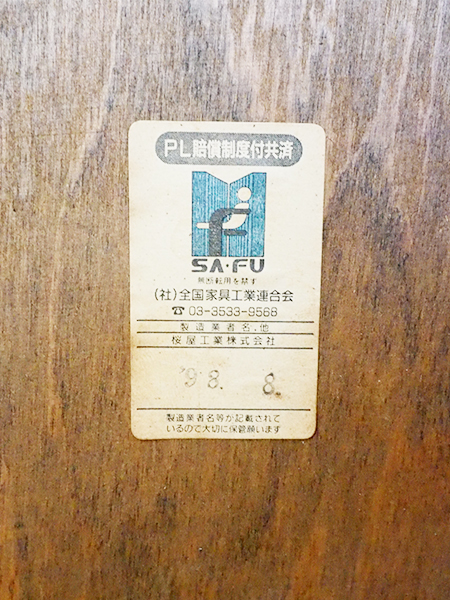 PL賠償制度付共済
f
SA・FU
無断転用を禁ず
(社)全国家具工業連合会
☎ 03-3533-9568
製造業者名.他
桜屋工業株式会社
'98. 8.
製造業者名等が記載されて
いるので大切に保管願います